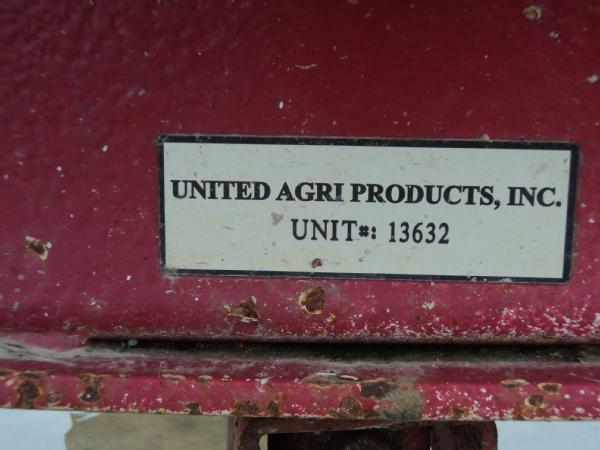 UNITED AGRI PRODUCTS, INC.
UNIT#: 13632